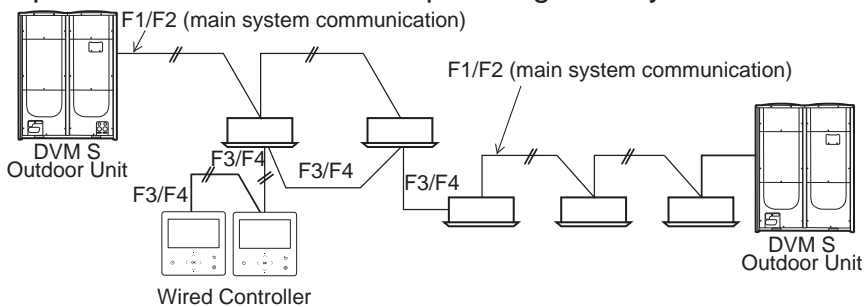 F1/F2 (main system communication)
F1/F2 (main system communication)
DVM S
Outdoor Unit
F3/F4
F3/F4
F3/F4
F3/F4
DVM S
Outdoor Unit
Wired Controller